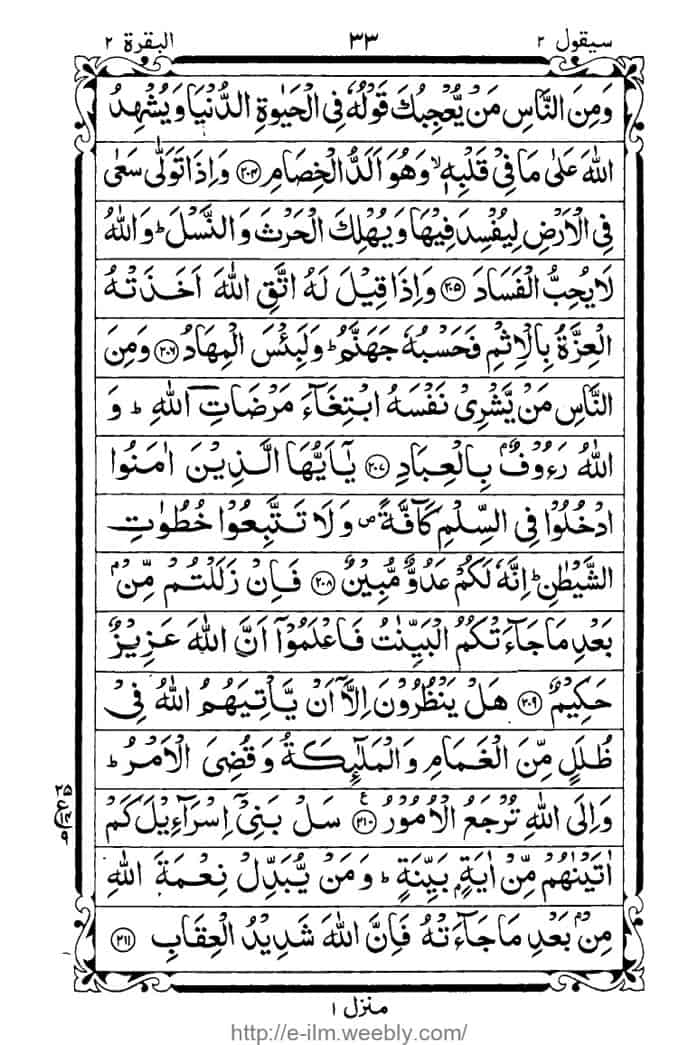 سيقول ٢ ٣٣ البقرة ٢
وَمِنَ النَّاسِ مَنْ يُّعْجِبُكَ قَوْلُهٗ فِى الْحَيٰوةِ الدُّنْيَا وَيُشْهِدُ
اللّٰهَ عَلٰى مَا فِىْ قَلْبِهٖ ۙ وَهُوَ اَلَدُّ الْخِصَامِ ﴿٢٠٤﴾ وَاِذَا تَوَلّٰى سَعٰى
فِى الْاَرْضِ لِيُفْسِدَ فِيْهَا وَيُهْلِكَ الْحَرْثَ وَالنَّسْلَ ؕ وَاللّٰهُ
لَا يُحِبُّ الْفَسَادَ ﴿٢٠٥﴾ وَاِذَا قِيْلَ لَهُ اتَّقِ اللّٰهَ اَخَذَتْهُ
الْعِزَّةُ بِالْاِثْمِ فَحَسْبُهٗ جَهَنَّمُ ؕ وَلَبِئْسَ الْمِهَادُ ﴿٢٠٦﴾ وَمِنَ
النَّاسِ مَنْ يَّشْرِىْ نَفْسَهُ ابْتِغَآءَ مَرْضَاتِ اللّٰهِ ؕ وَ
اللّٰهُ رَءُوْفٌۢ بِالْعِبَادِ ﴿٢٠٧﴾ يٰۤاَيُّهَا الَّذِيْنَ اٰمَنُوا
ادْخُلُوْا فِى السِّلْمِ كَآفَّةً ۪ وَلَا تَتَّبِعُوْا خُطُوٰتِ
الشَّيْطٰنِ ؕ اِنَّهٗ لَكُمْ عَدُوٌّ مُّبِيْنٌ ﴿٢٠٨﴾ فَاِنْ زَلَلْتُمْ مِّنْۢ
بَعْدِ مَا جَآءَتْكُمُ الْبَيِّنٰتُ فَاعْلَمُوْۤا اَنَّ اللّٰهَ عَزِيْزٌ
حَكِيْمٌ ﴿٢٠٩﴾ هَلْ يَنْظُرُوْنَ اِلَّاۤ اَنْ يَّاْتِيَهُمُ اللّٰهُ فِىْ
ظُلَلٍ مِّنَ الْغَمَامِ وَالْمَلٰٓئِكَةُ وَقُضِىَ الْاَمْرُ ؕ
وَاِلَى اللّٰهِ تُرْجَعُ الْاُمُوْرُ ﴿٢١٠﴾ ع سَلْ بَنِىْۤ اِسْرَآءِيْلَ كَمْ
اٰتَيْنٰهُمْ مِّنْ اٰيَةٍۢ بَيِّنَةٍ ؕ وَمَنْ يُّبَدِّلْ نِعْمَةَ اللّٰهِ
مِنْۢ بَعْدِ مَا جَآءَتْهُ فَاِنَّ اللّٰهَ شَدِيْدُ الْعِقَابِ ﴿٢١١﴾
٢٥
ع
٩
منزل ١
http://e-ilm.weebly.com/